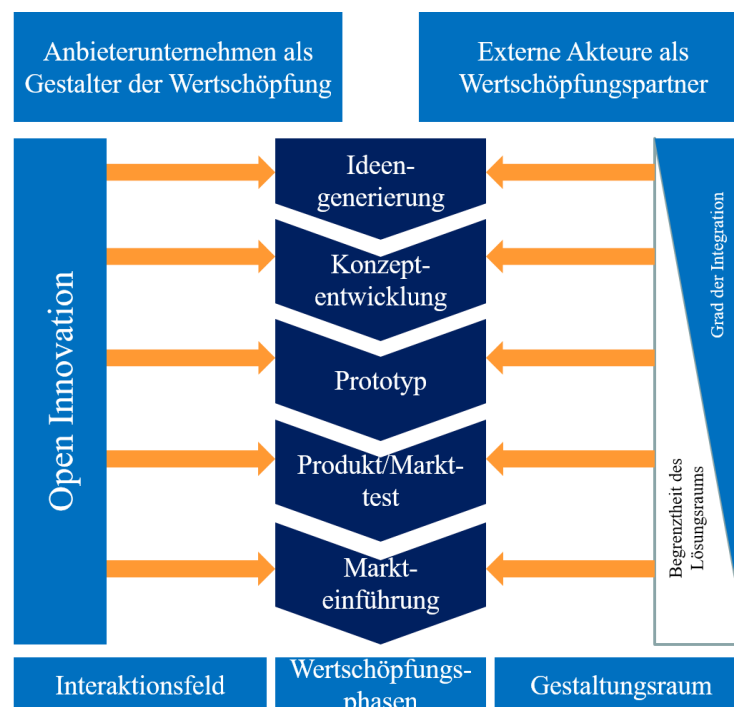 Anbieterunternehmen als
Gestalter der Wertschöpfung
Externe Akteure als
Wertschöpfungspartner
Open Innovation
Ideen-
generierung
Konzept-
entwicklung
Prototyp
Produkt/Markt-
test
Markt-
einführung
Grad der Integration
Begrenztheit des
Lösungsraums
Interaktionsfeld
Wertschöpfungs-
phasen
Gestaltungsraum